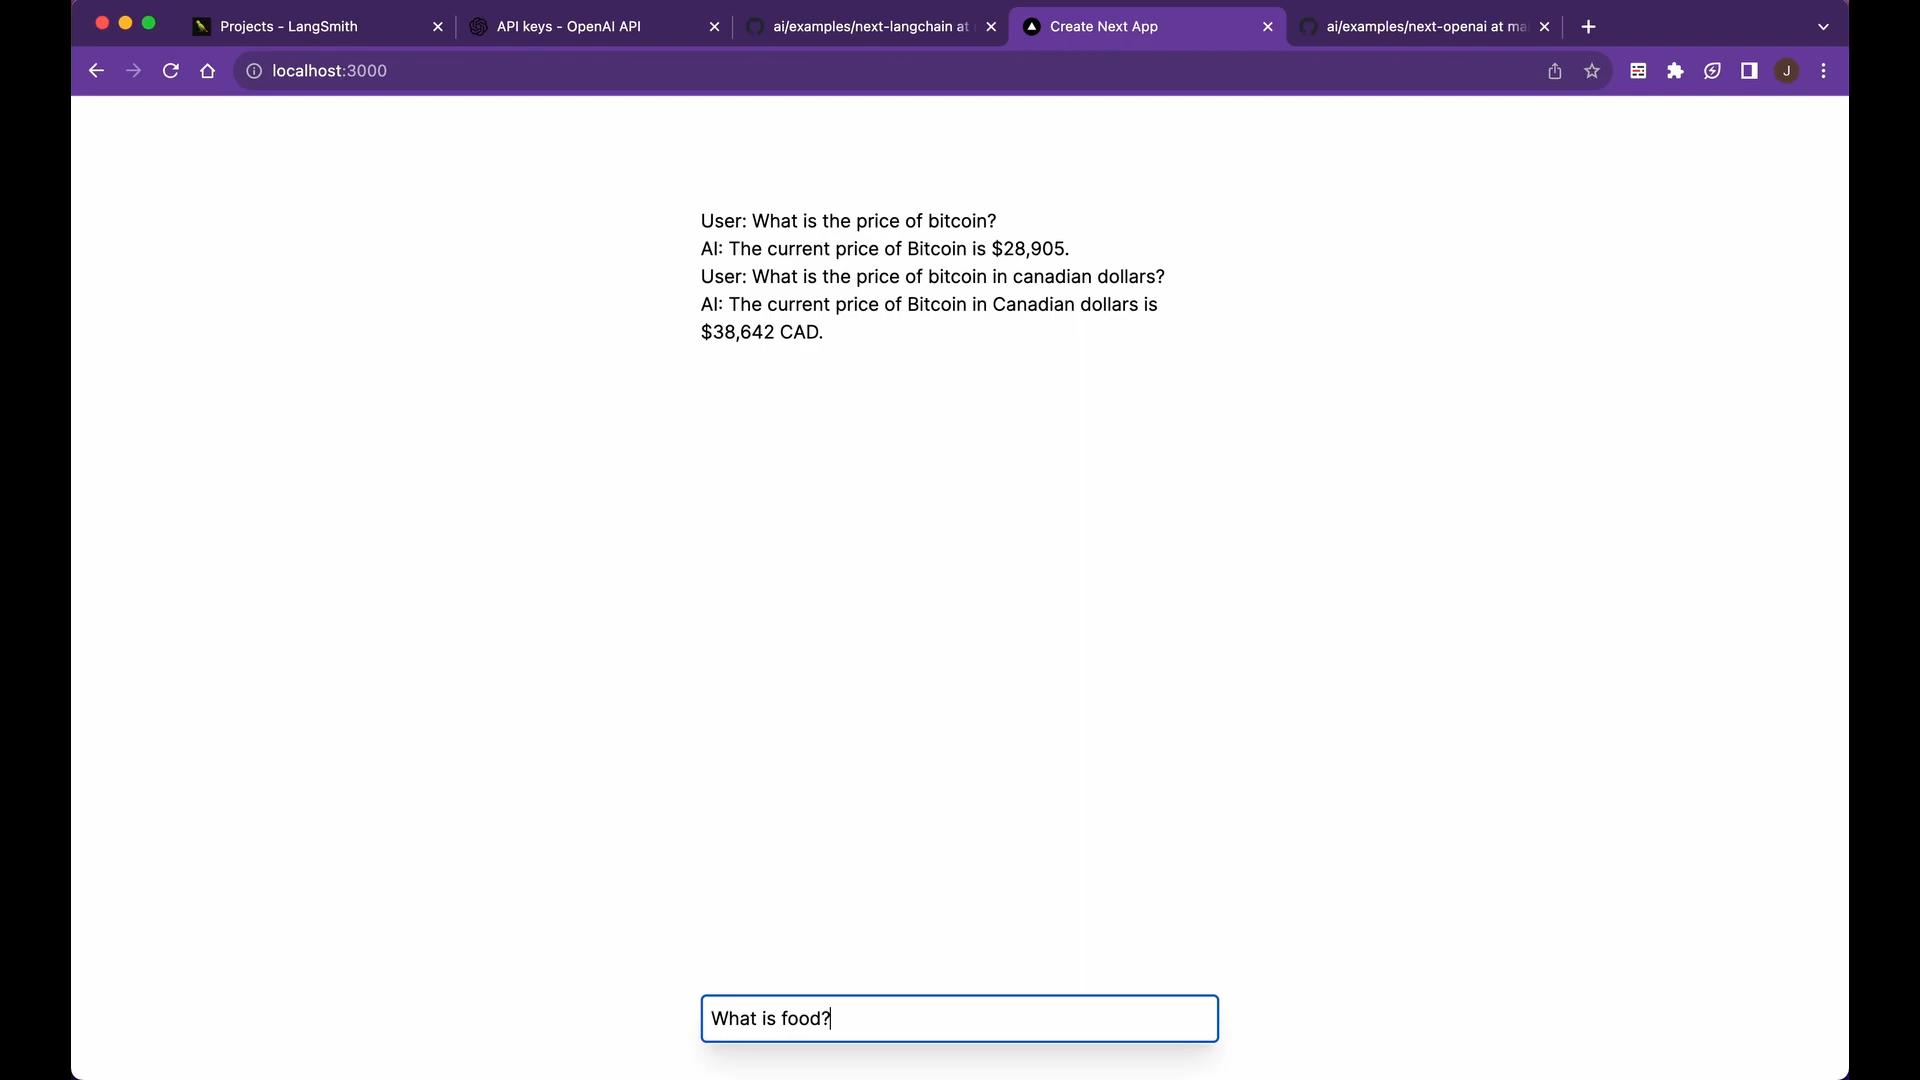 Projects - LangSmith
API keys - OpenAI API
ai/examples/next-langchain at
Create Next App
ai/examples/next-openai at ma
localhost:3000
J
User: What is the price of bitcoin?
AI: The current price of Bitcoin is $28,905.
User: What is the price of bitcoin in canadian dollars?
AI: The current price of Bitcoin in Canadian dollars is
$38,642 CAD.
What is food?